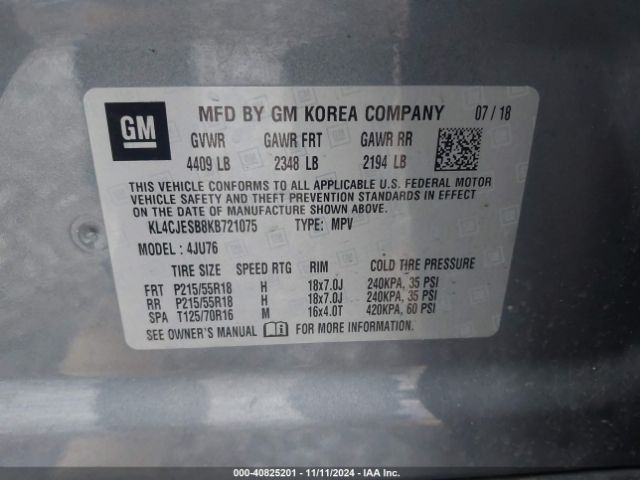 GM
MFD BY GM KOREA COMPANY 07 / 18
GVWR GAWR FRT GAWR RR
4409 LB 2348 LB 2194 LB
THIS VEHICLE CONFORMS TO ALL APPLICABLE U.S. FEDERAL MOTOR
VEHICLE SAFETY AND THEFT PREVENTION STANDARDS IN EFFECT
ON THE DATE OF MANUFACTURE SHOWN ABOVE.
KL4CJESB8KB721075 TYPE: MPV
MODEL : 4JU76
TIRE SIZE SPEED RTG RIM COLD TIRE PRESSURE
FRT P215/55R18 H 18x7.0J 240KPA, 35 PSI
RR P215/55R18 H 18x7.0J 240KPA, 35 PSI
SPA T125/70R16 M 16x4.0T 420KPA, 60 PSI
SEE OWNER'S MANUAL FOR MORE INFORMATION.
000-40825201 - 11/11/2024 - IAA Inc.